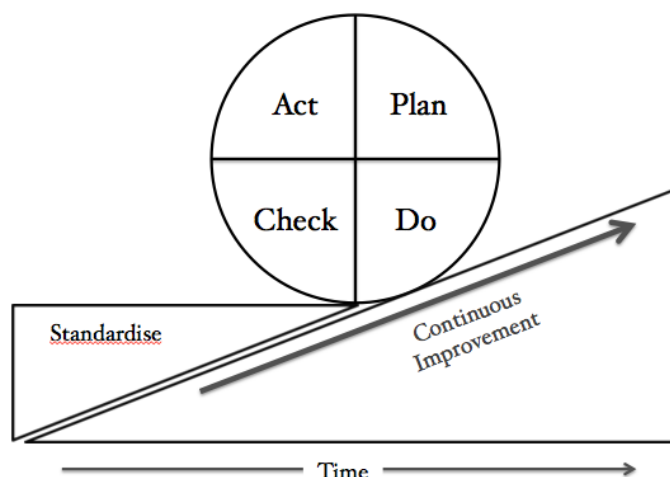 Act
Plan
Check
Do
Standardise
Continuous
Improvement
Time